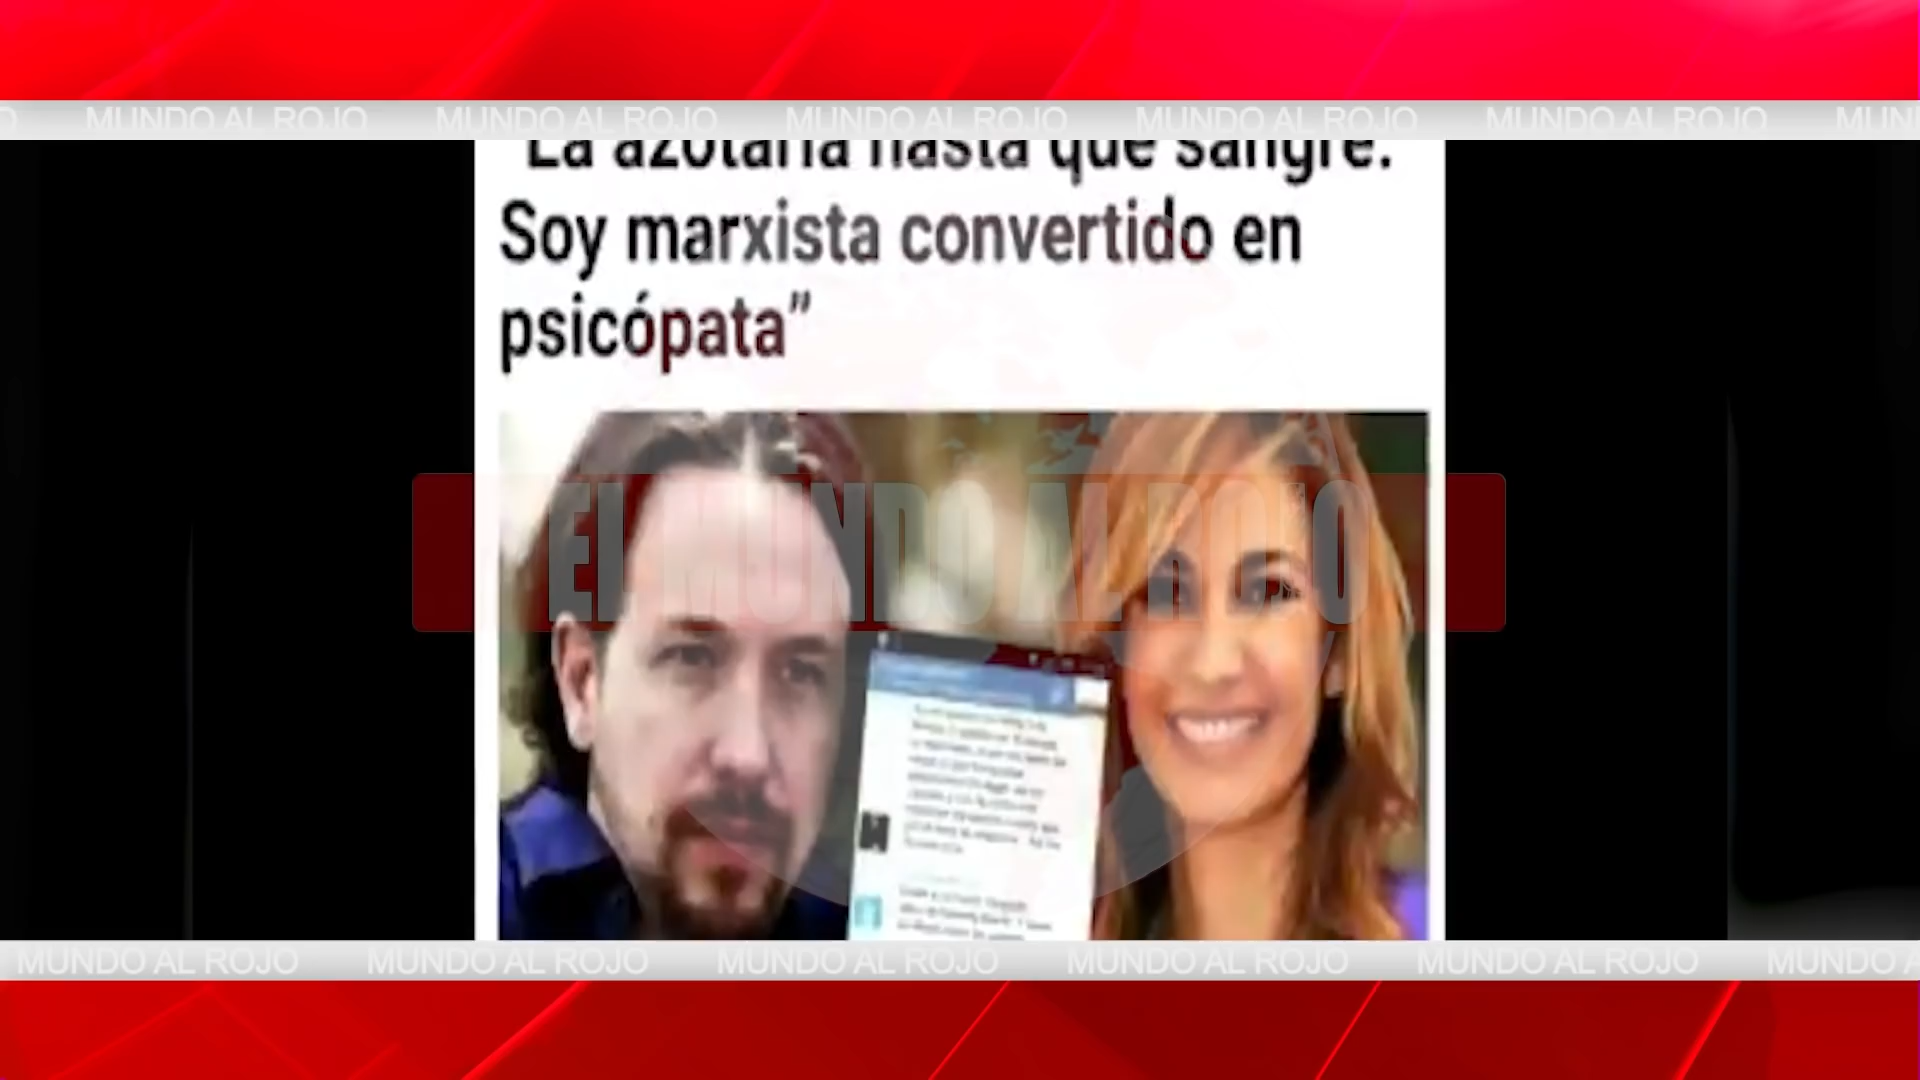 MUNDO AL ROJO MUNDO AL ROJO MUNDO AL ROJO MUNDO AL ROJO MUNDO AL ROJO
"La azotaría hasta que sangre.
Soy marxista convertido en
psicópata”
EL MUNDO AL ROJO
MUNDO AL ROJO MUNDO AL ROJO MUNDO AL ROJO MUNDO AL ROJO MUNDO AL ROJO MUNDO A